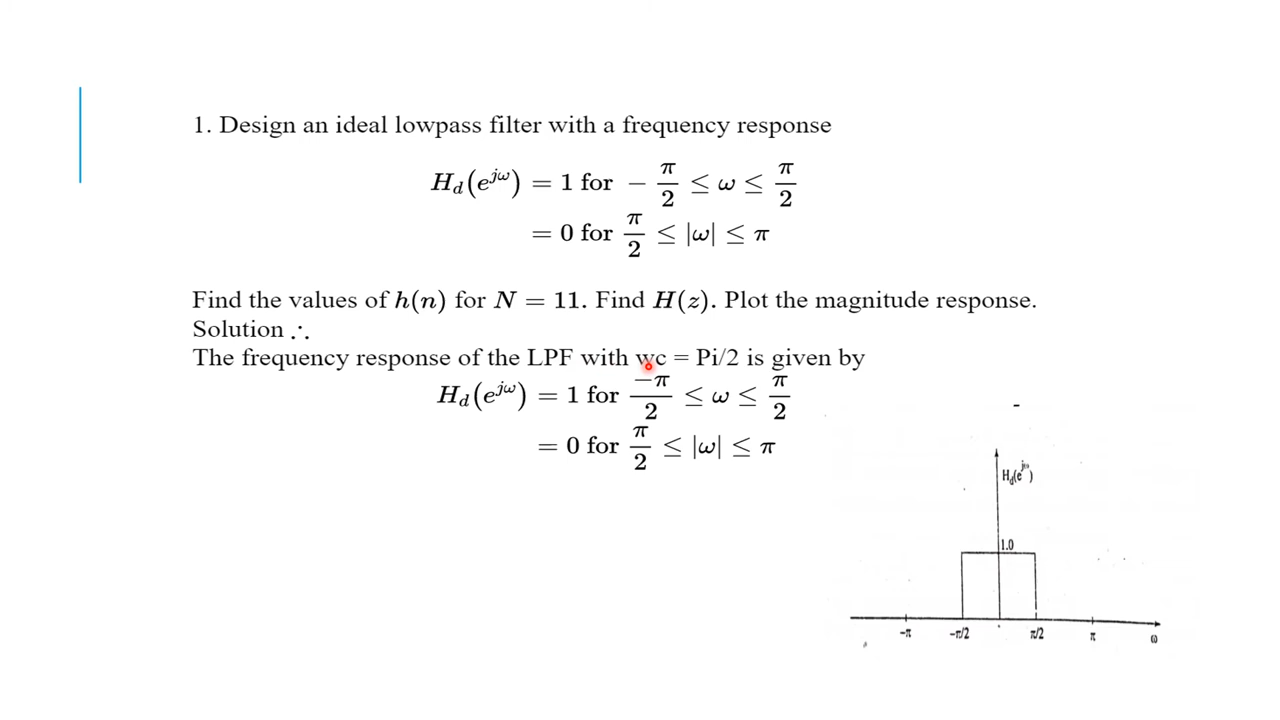 1. Design an ideal lowpass filter with a frequency response
H_d(e^{jω}) = 1 for −π/2 ≤ ω ≤ π/2
= 0 for π/2 ≤ |ω| ≤ π
Find the values of h(n) for N = 11. Find H(z). Plot the magnitude response.
Solution ∴
The frequency response of the LPF with wc = Pi/2 is given by
H_d(e^{jω}) = 1 for −π/2 ≤ ω ≤ π/2
= 0 for π/2 ≤ |ω| ≤ π
H_d(e^{jω})
1.0
−π −π/2 π/2 π ω